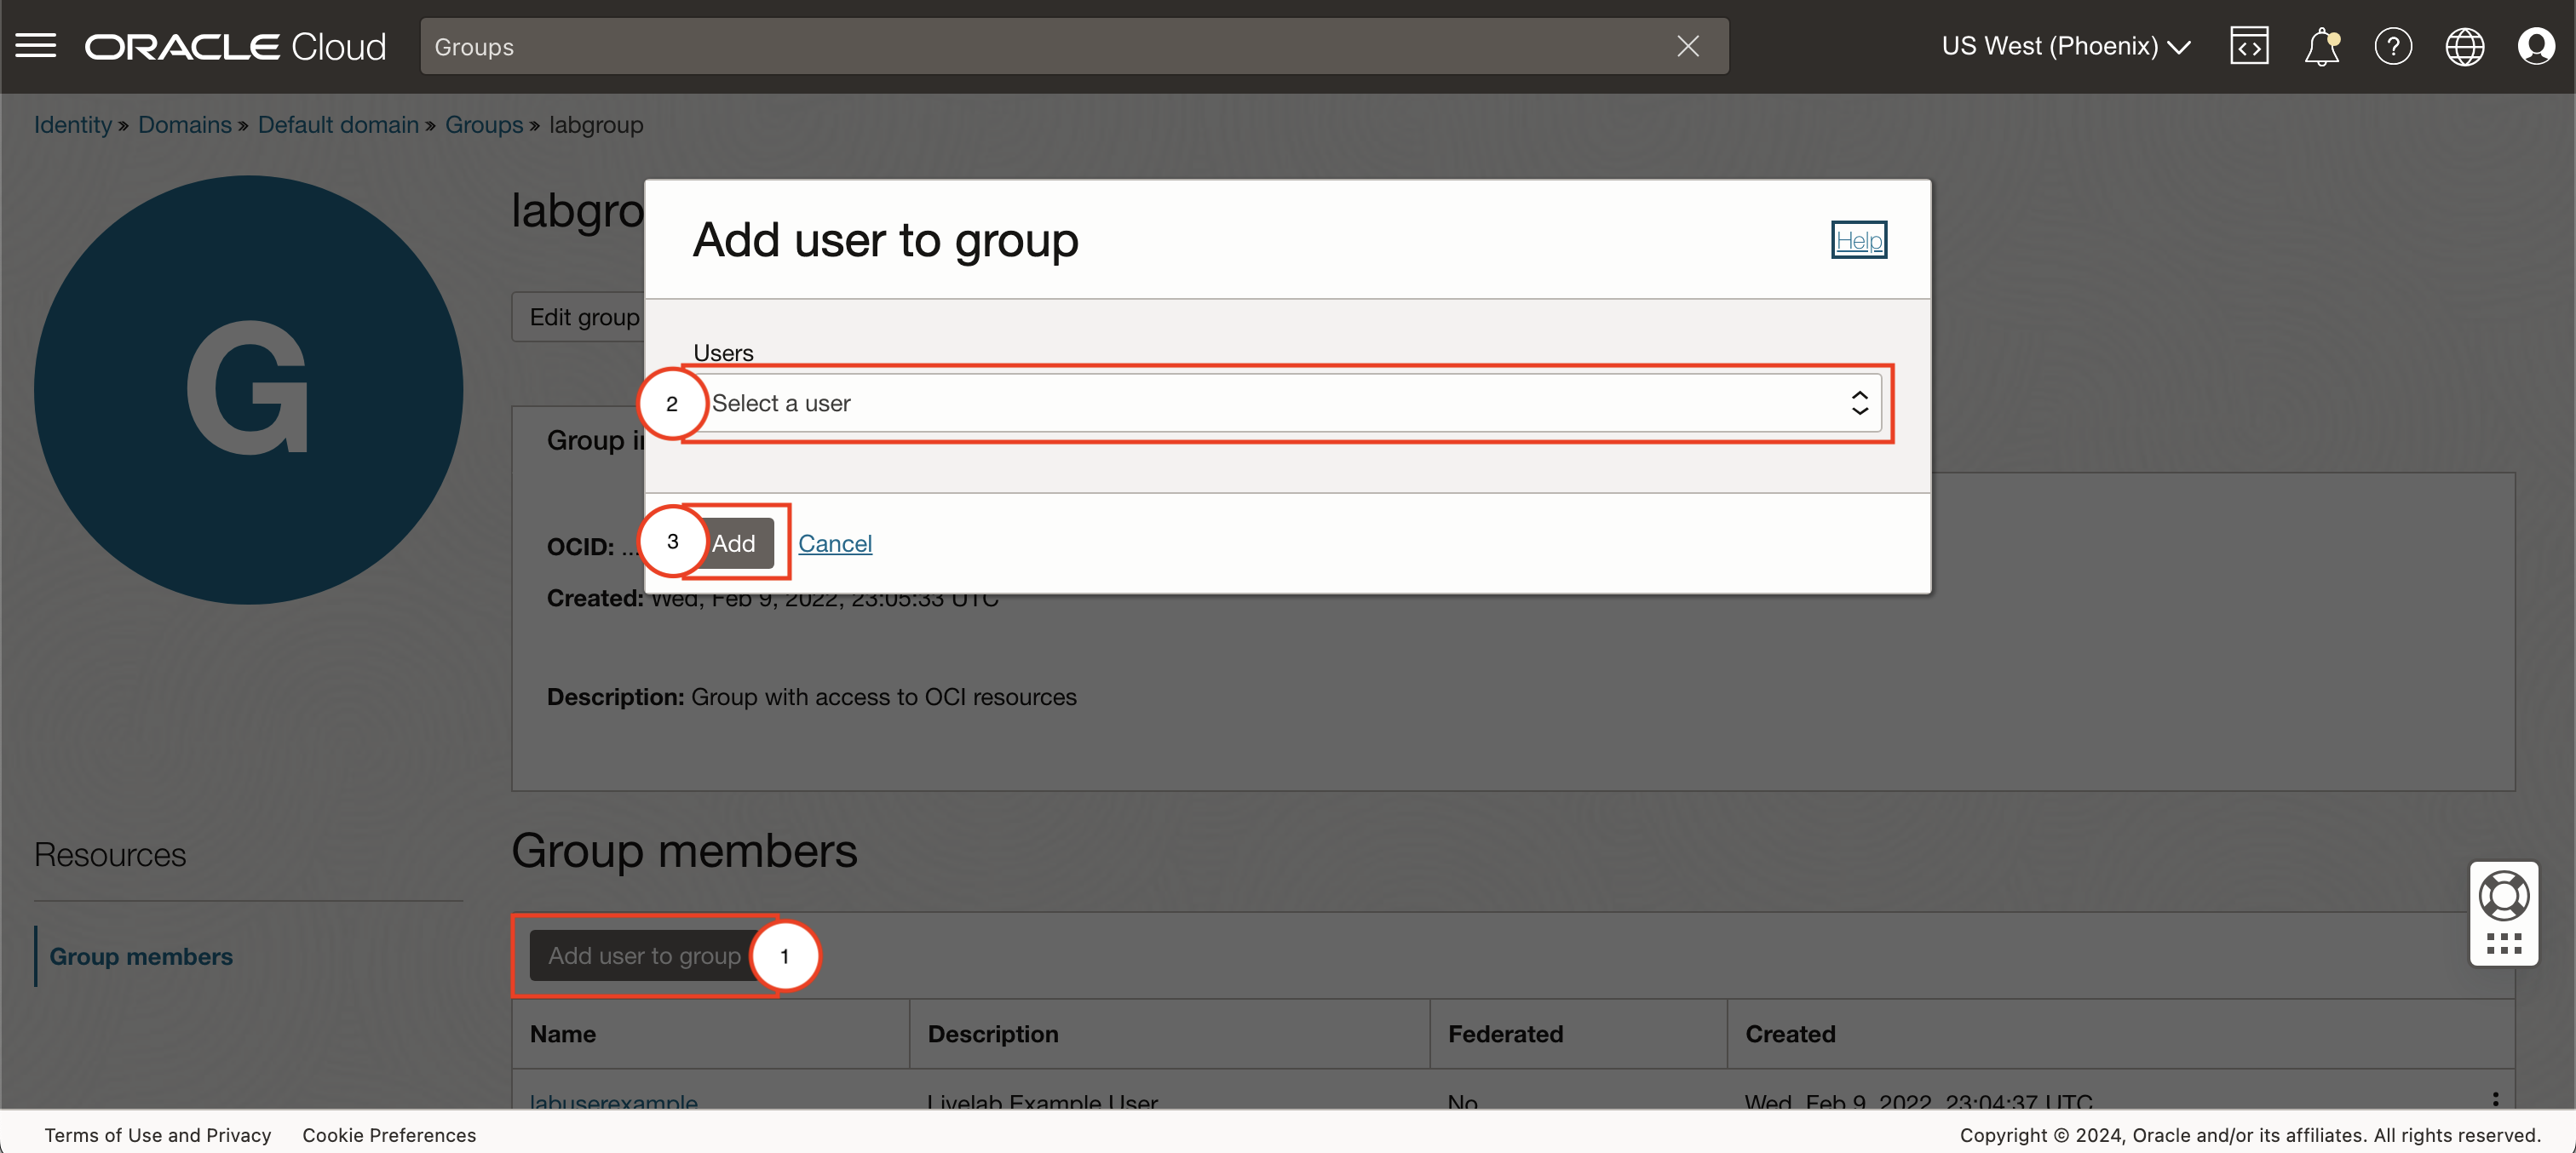 ORACLE Cloud
Groups
US West (Phoenix)
Identity » Domains » Default domain » Groups » labgroup
G
labgro
Edit group
Add user to group
Help
Users
2
Select a user
3
Add
Cancel
Group
OCID: ...
Created: Wed, Feb 9, 2022, 23:05:33 UTC
Description: Group with access to OCI resources
Resources
Group members
Group members
Add user to group
1
Name Description Federated Created
labuserexample Livelab Example User No Wed, Feb 9, 2022, 23:04:37 UTC
Terms of Use and Privacy Cookie Preferences
Copyright © 2024, Oracle and/or its affiliates. All rights reserved.